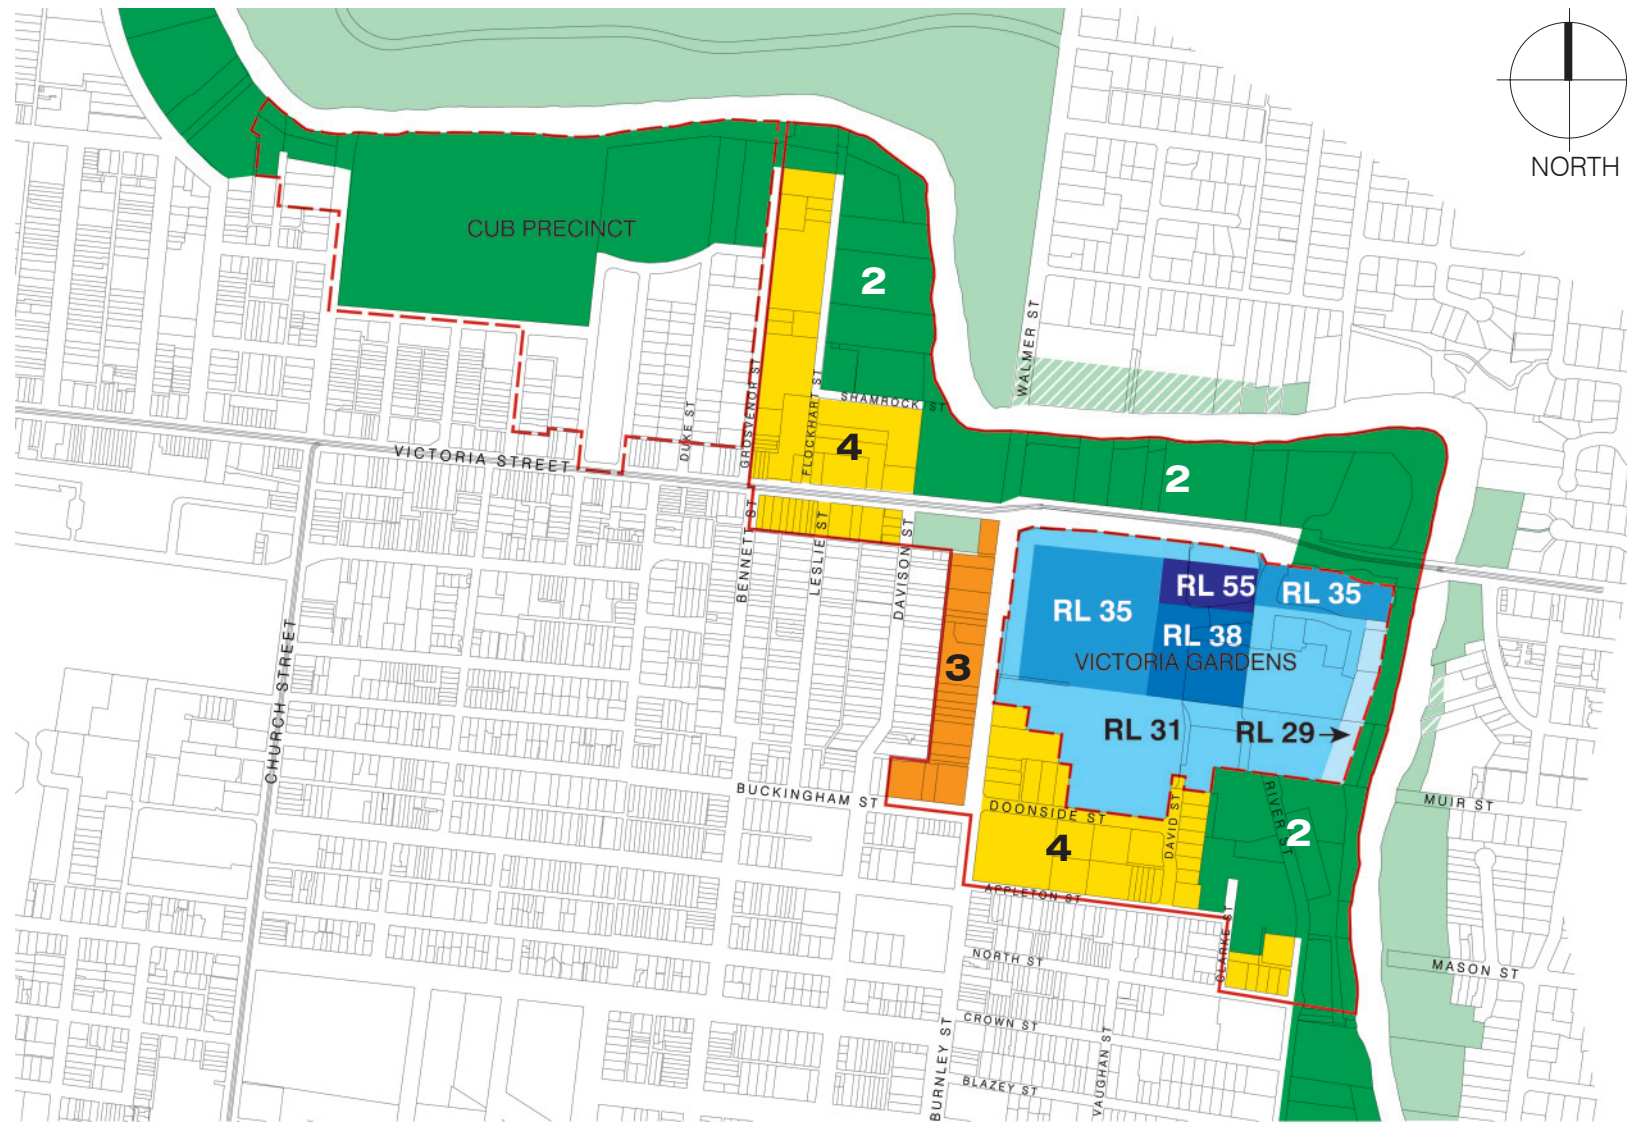 NORTH
CUB PRECINCT
2
WALMER ST
GROSVENOR ST
FLOCKHART ST
SHAMROCK ST
DUKE ST
4
VICTORIA STREET
2
BENNETT ST
LESLIE ST
DAVISON ST
RL 55
RL 35
RL 35
RL 38
VICTORIA GARDENS
3
CHURCH STREET
RL 31
RL 29
BUCKINGHAM ST
DOONSIDE ST
DAVID ST
RIVER ST
MUIR ST
2
4
APPLETON ST
CLARKE ST
NORTH ST
MASON ST
CROWN ST
BURNLEY ST
VAUGHAN ST
BLAZEY ST